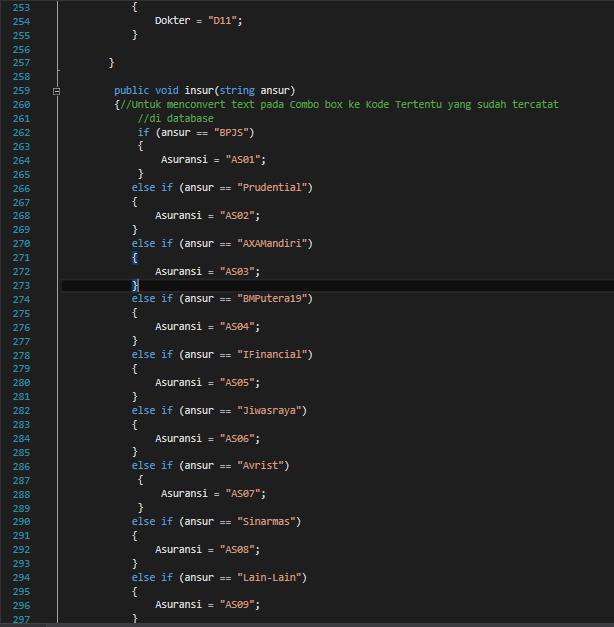 253 {
254 Dokter = "D11";
255 }
256
257 }
258
259 public void insur(string ansur)
260 {//Untuk menconvert text pada Combo box ke Kode Tertentu yang sudah tercatat
261 //di database
262 if (ansur == "BPJS")
263 {
264 Asuransi = "AS01";
265 }
266 else if (ansur == "Prudential")
267 {
268 Asuransi = "AS02";
269 }
270 else if (ansur == "AXAMandiri")
271 {
272 Asuransi = "AS03";
273 }
274 else if (ansur == "BMPutera19")
275 {
276 Asuransi = "AS04";
277 }
278 else if (ansur == "IFinancial")
279 {
280 Asuransi = "AS05";
281 }
282 else if (ansur == "Jiwasraya")
283 {
284 Asuransi = "AS06";
285 }
286 else if (ansur == "Avrist")
287 {
288 Asuransi = "AS07";
289 }
290 else if (ansur == "Sinarmas")
291 {
292 Asuransi = "AS08";
293 }
294 else if (ansur == "Lain-Lain")
295 {
296 Asuransi = "AS09";
297 }